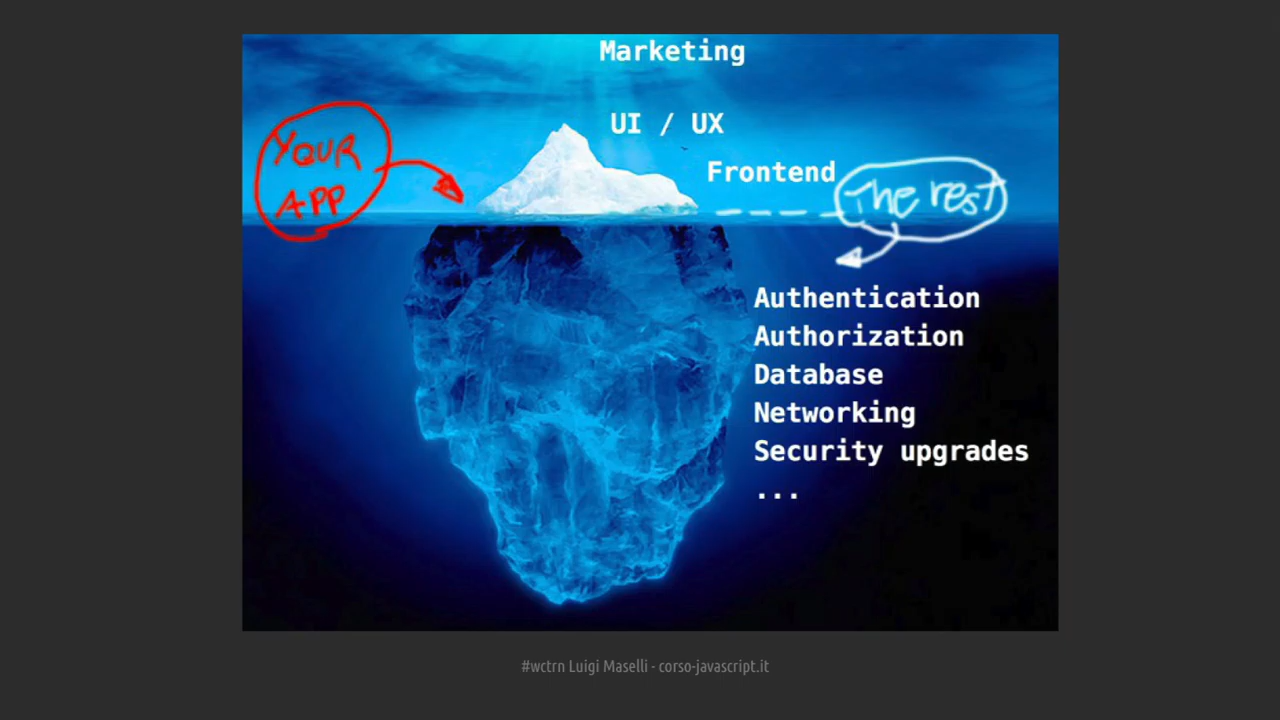 Marketing
UI / UX
YOUR
APP
Frontend
The rest
Authentication
Authorization
Database
Networking
Security upgrades
...
#wctrn Luigi Maselli - corso-javascript.it